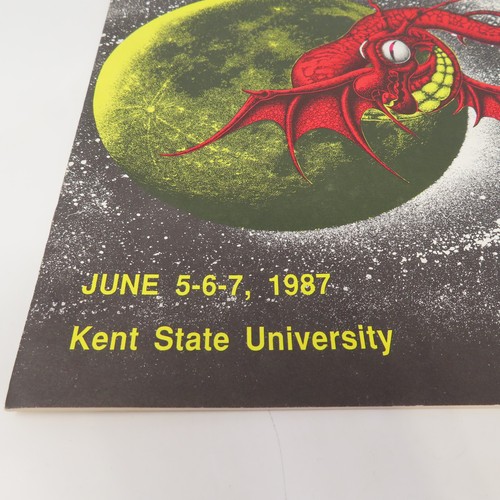 JUNE 5-6-7, 1987
Kent State University